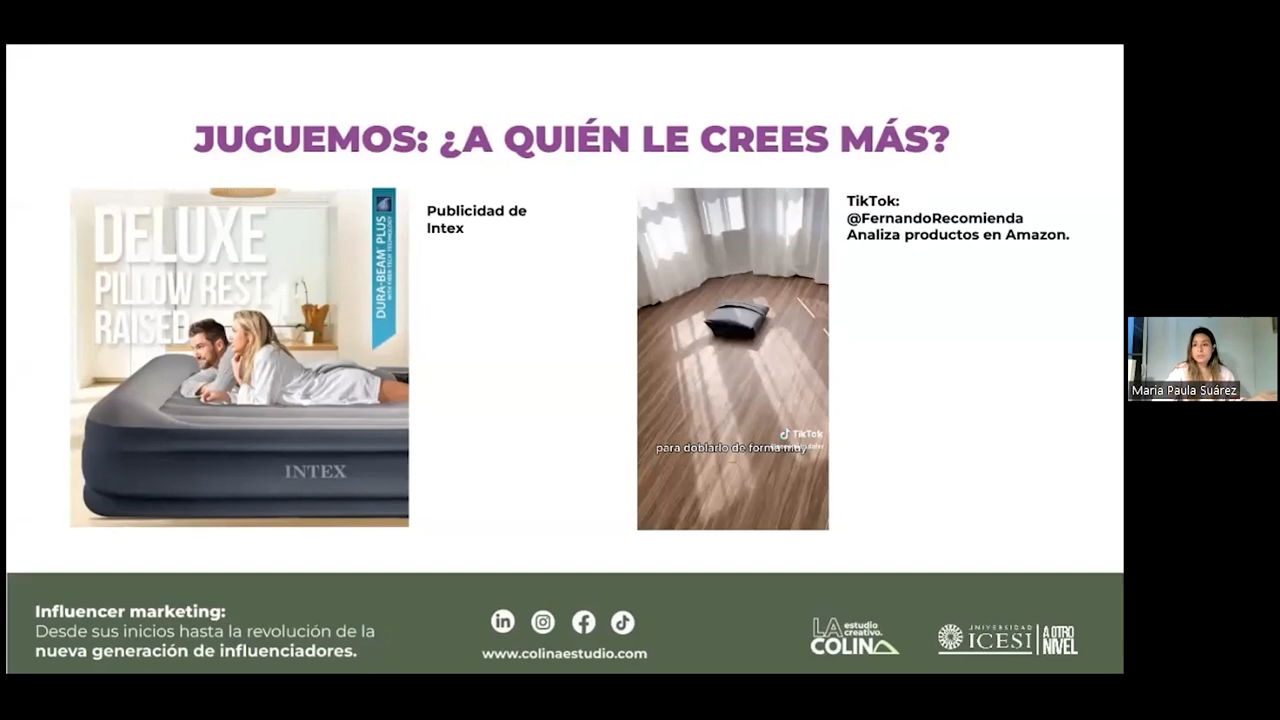 JUGUEMOS: ¿A QUIÉN LE CREES MÁS?
DELUXE
PILLOW REST
RAISED
DURA-BEAM PLUS
INTEX
Publicidad de
Intex
TikTok
para doblarlo de forma muy
TikTok:
@FernandoRecomienda
Analiza productos en Amazon.
Maria Paula Suárez
Influencer marketing:
Desde sus inicios hasta la revolución de la
nueva generación de influenciadores.
www.colinaestudio.com
LA estudio
creativo.
COLINA
UNIVERSIDAD
ICESI
A OTRO
NIVEL